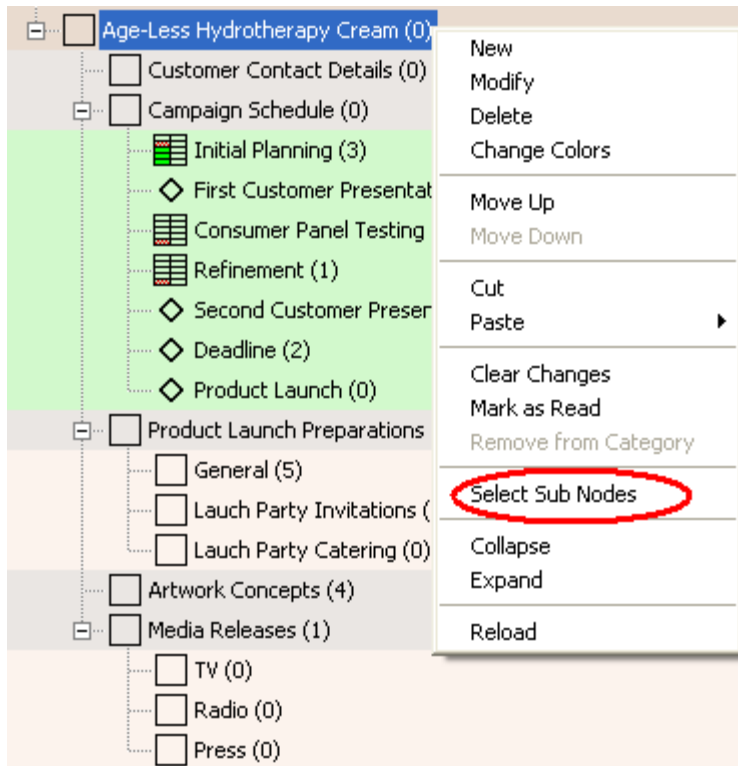 Age-Less Hydrotherapy Cream (0)
Customer Contact Details (0)
Campaign Schedule (0)
Initial Planning (3)
First Customer
Consumer Panel Testing
Refinement (1)
Second Customer
Deadline (2)
Product Launch (0)
Product Launch Preparations
General (5)
Lauch Party Invitations (
Lauch Party Catering (0)
Artwork Concepts (4)
Media Releases (1)
TV (0)
Radio (0)
Press (0)
New
Modify
Delete
Change Colors
Move Up
Move Down
Cut
Paste
Clear Changes
Mark as Read
Remove from Category
Select Sub Nodes
Collapse
Expand
Reload